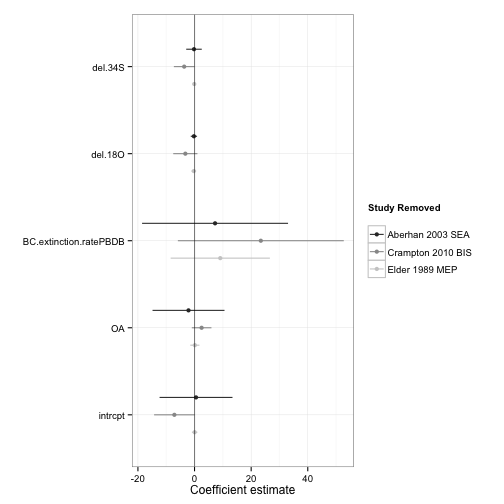 del.34S
del.18O
BC.extinction.ratePBDB
OA
intrcpt
-20 0 20 40
Coefficient estimate
Study Removed
Aberhan 2003 SEA
Crampton 2010 BIS
Elder 1989 MEP